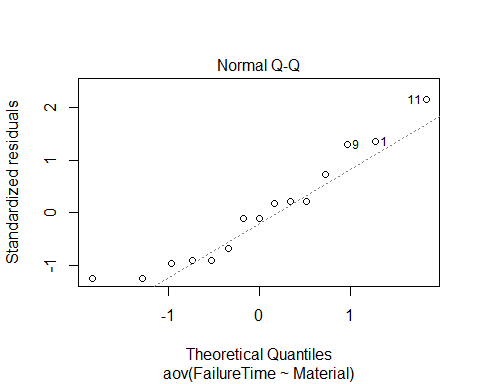 Normal Q-Q
Standardized residuals
2
1
0
-1
11
9
1
-1
0
1
Theoretical Quantiles
aov(FailureTime ~ Material)